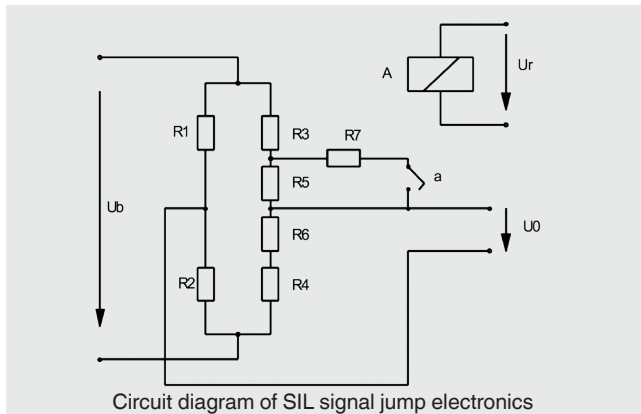 A
Ur
R1
R3
R7
a
R5
Ub
R6
U0
R2
R4
Circuit diagram of SIL signal jump electronics